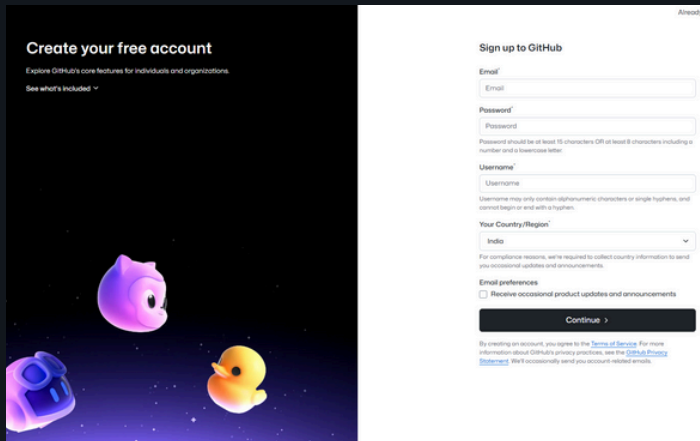 Already
Create your free account
Explore GitHub's core features for individuals and organizations.
See what's included
Sign up to GitHub
Email*
Email
Password*
Password
Password should be at least 15 characters OR at least 8 characters including a
number and a lowercase letter.
Username*
Username
Username may only contain alphanumeric characters or single hyphens, and
cannot begin or end with a hyphen.
Your Country/Region*
India
For compliance reasons, we're required to collect country information to send
you occasional updates and announcements.
Email preferences
Receive occasional product updates and announcements
Continue >
By creating an account, you agree to the Terms of Service. For more
information about GitHub's privacy practices, see the GitHub Privacy
Statement. We'll occasionally send you account-related emails.